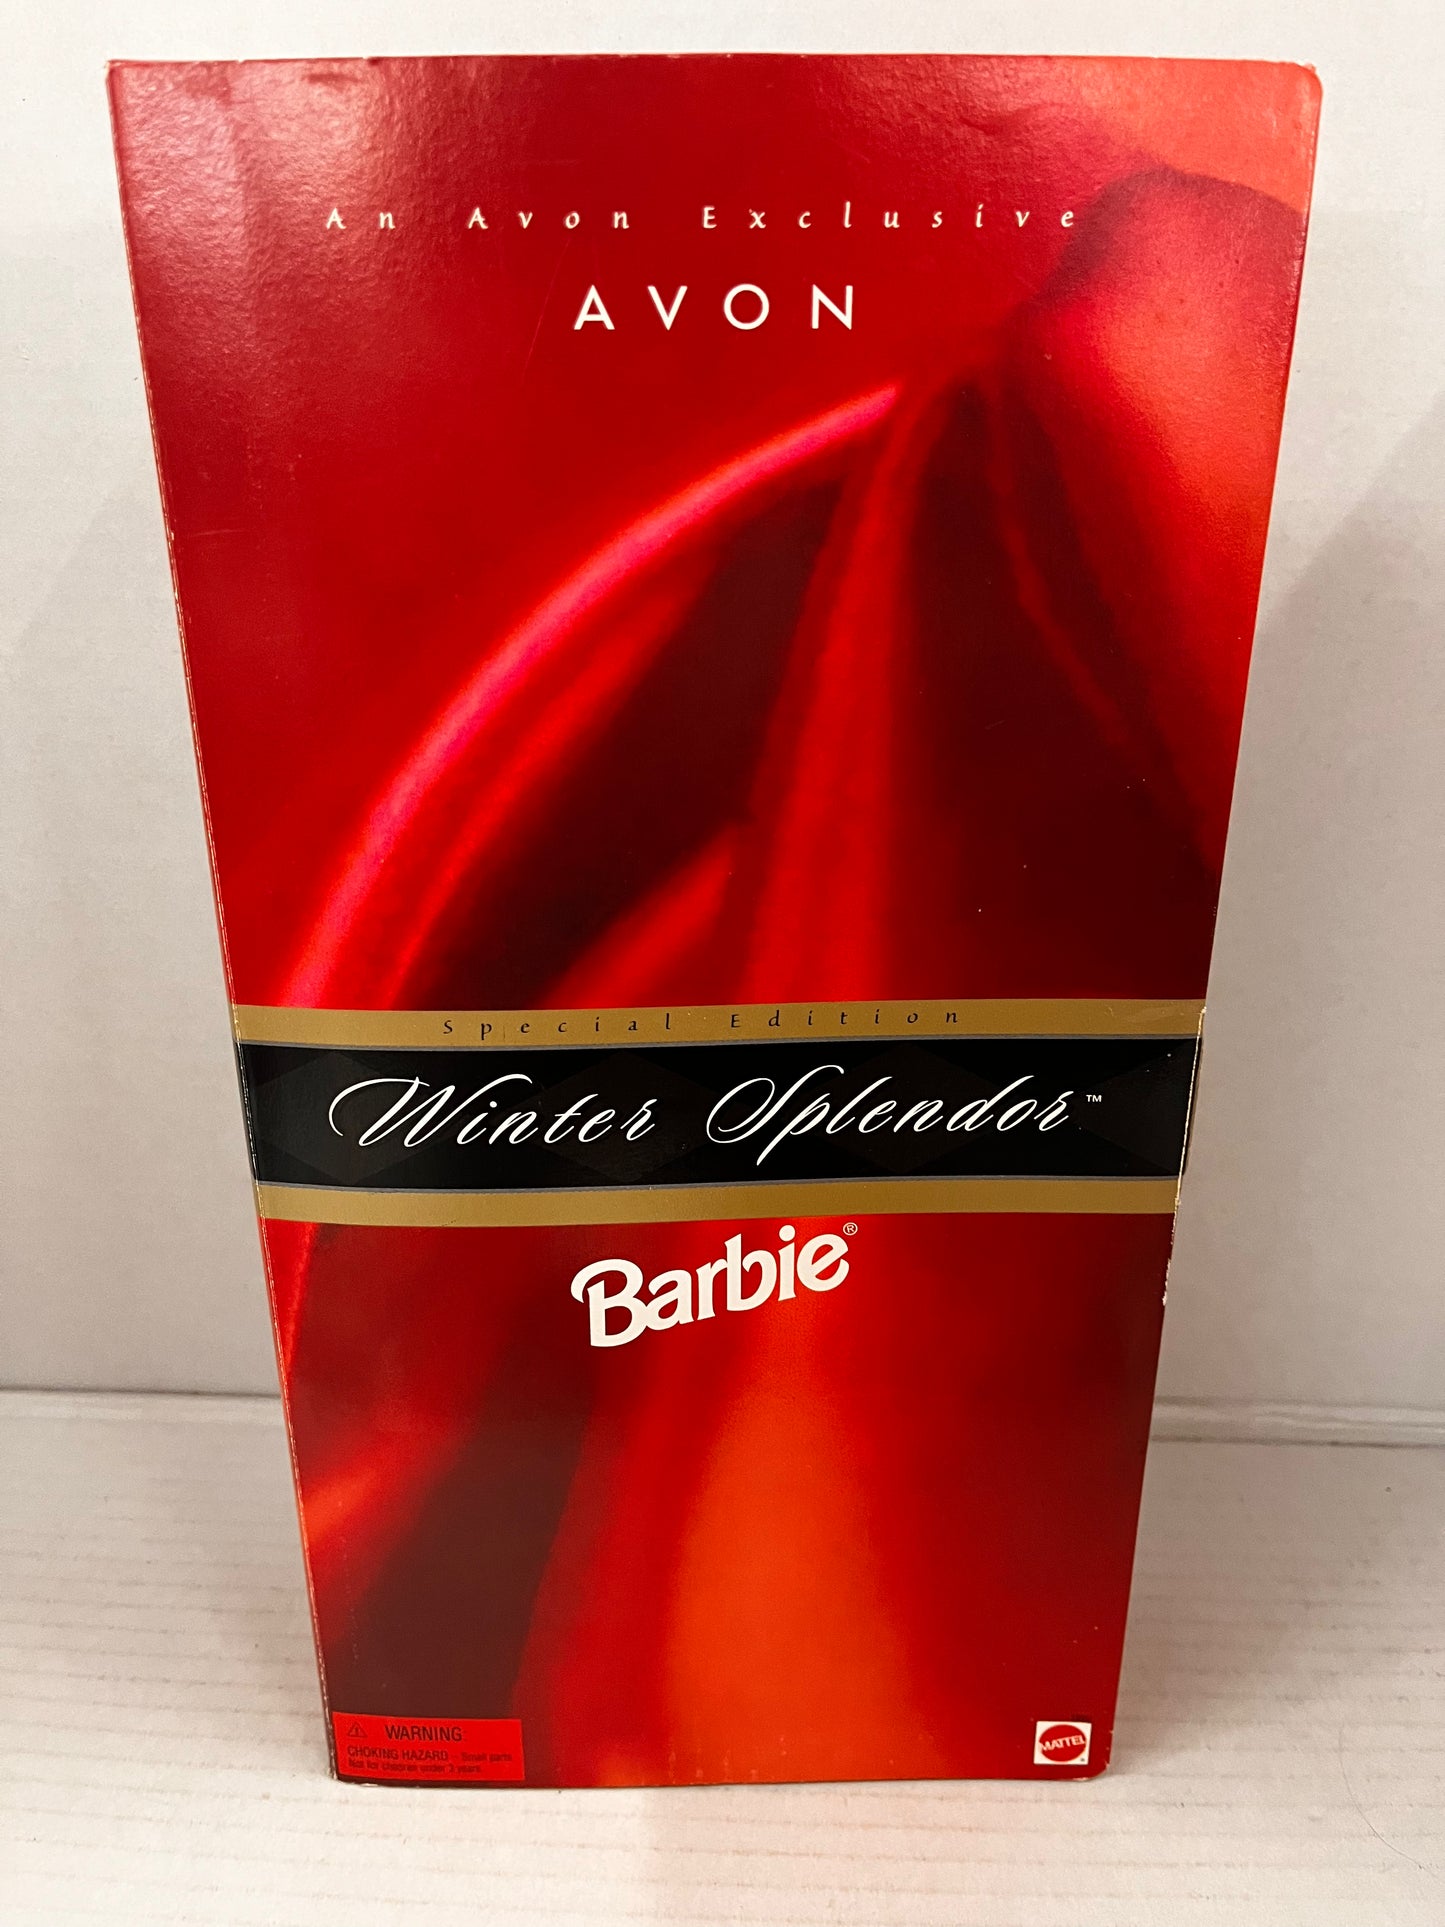 An Avon Exclusive
AVON
Special Edition
Winter Splendor™
Barbie®
⚠ WARNING
CHOKING HAZARD - Small parts
Not for children under 3 years.
MATTEL